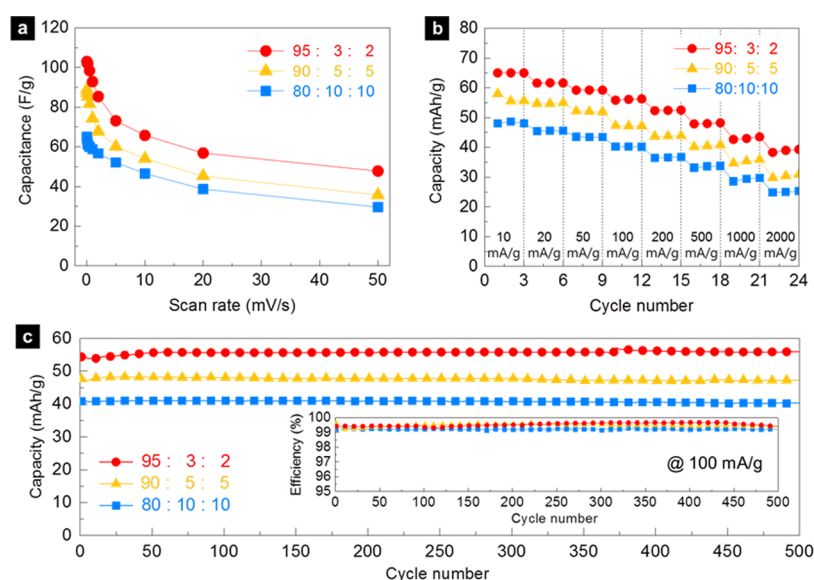 a
120
100
80
60
40
20
0
Capacitance (F/g)
95 : 3 : 2
90 : 5 : 5
80 : 10 : 10
0 10 20 30 40 50
Scan rate (mV/s)
b
80
70
60
50
40
30
20
10
0
Capacity (mAh/g)
95: 3: 2
90: 5: 5
80:10:10
10 20 50 100 200 500 1000 2000
mA/g mA/g mA/g mA/g mA/g mA/g mA/g mA/g
0 3 6 9 12 15 18 21 24
Cycle number
c
60
50
40
30
20
10
0
Capacity (mAh/g)
95 : 3 : 2
90 : 5 : 5
80 : 10 : 10
100
99
98
97
96
95
Efficiency (%)
@ 100 mA/g
0 50 100 150 200 250 300 350 400 450 500
Cycle number
0 50 100 150 200 250 300 350 400 450 500
Cycle number